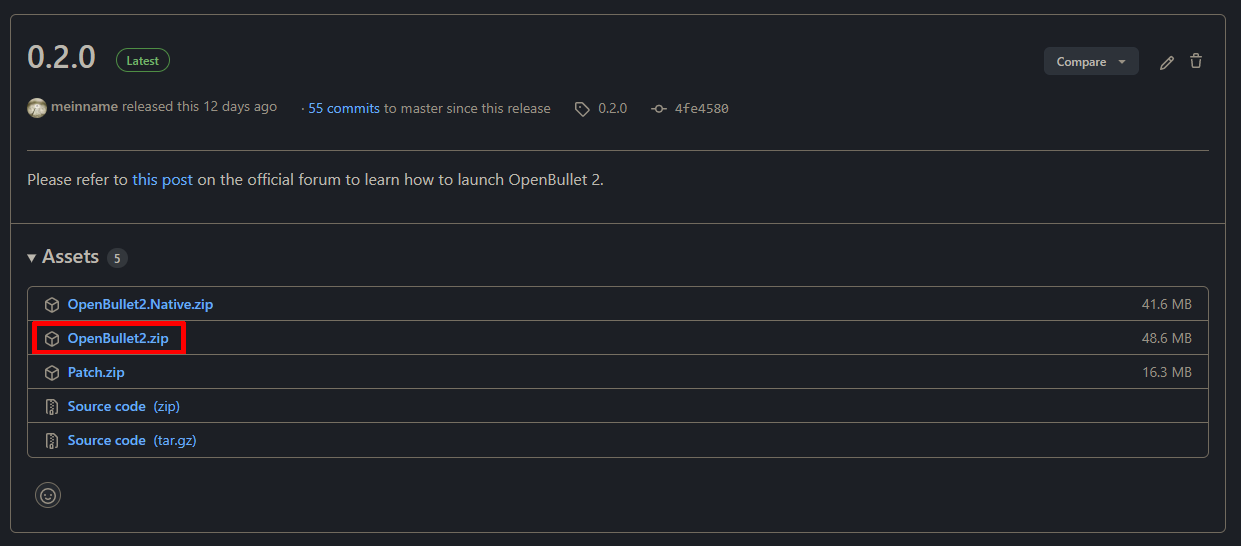 0.2.0 Latest Compare
meinname released this 12 days ago · 55 commits to master since this release 0.2.0 4fe4580
Please refer to this post on the official forum to learn how to launch OpenBullet 2.
Assets 5
OpenBullet2.Native.zip 41.6 MB
OpenBullet2.zip 48.6 MB
Patch.zip 16.3 MB
Source code (zip)
Source code (tar.gz)